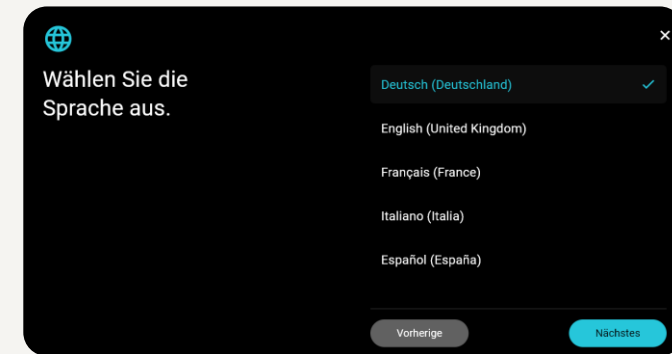 Wählen Sie die
Sprache aus.
Deutsch (Deutschland)
English (United Kingdom)
Français (France)
Italiano (Italia)
Español (España)
Vorherige
Nächstes